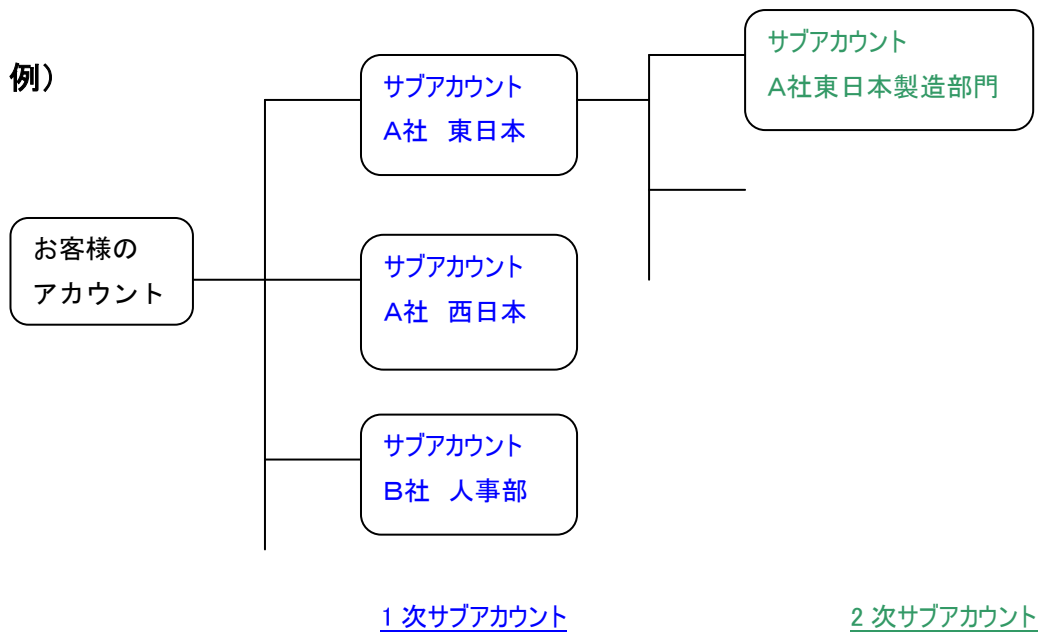 例）
お客様の
アカウント
サブアカウント
A社　東日本
サブアカウント
A社　西日本
サブアカウント
B社　人事部
サブアカウント
A社東日本製造部門
1 次サブアカウント
2 次サブアカウント